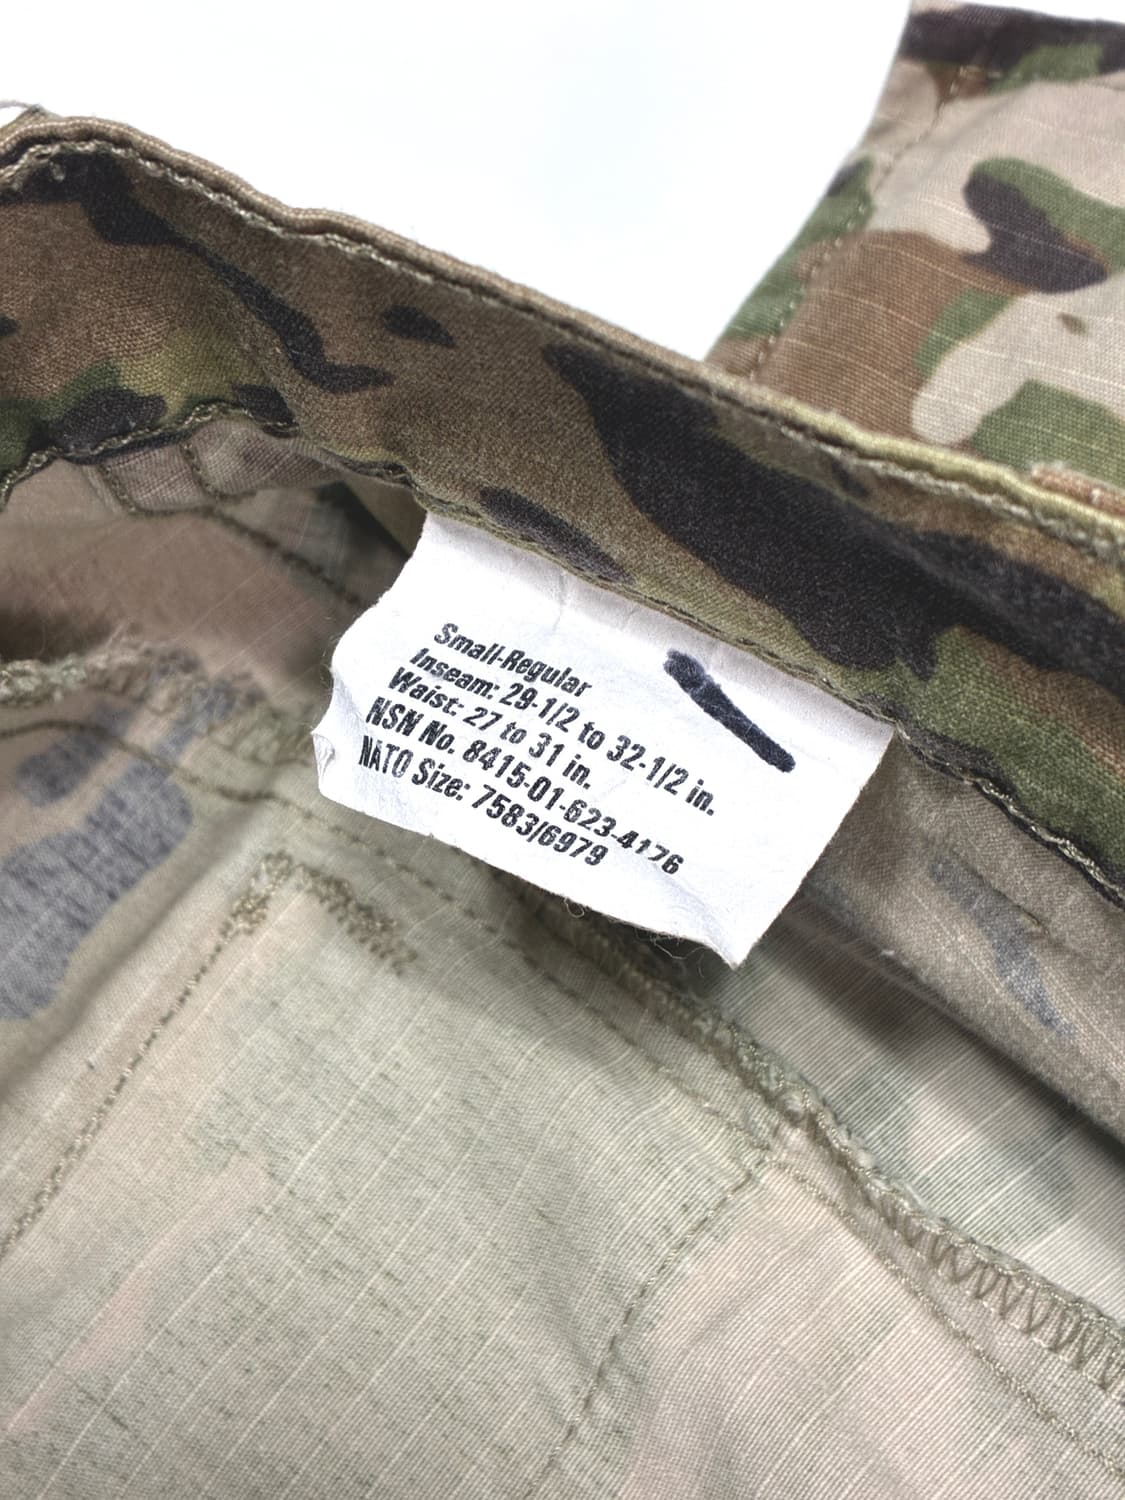 Small-Regular
Inseam: 29-1/2 to 32-1/2 in.
Waist: 27 to 31 in.
NSN No. 8415-01-623-4176
NATO Size: 7583/6979